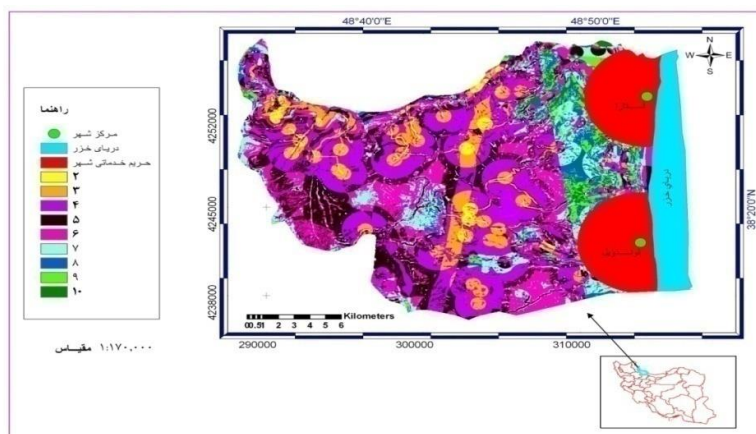 48°40'0"E 48°50'0"E
N
W E
S
راهنما
مرکز شهر
دریای خزر
حریم خدماتی شهر
۲
۳
۴
۵
۶
۷
۸
۹
۱۰
4252000
4245000
4238000
38°20'0"N
دریای خزر
Kilometers
0 0.5 1 2 3 4 5 6
290000 300000 310000
مقیاس ۱:۱۷۰,۰۰۰